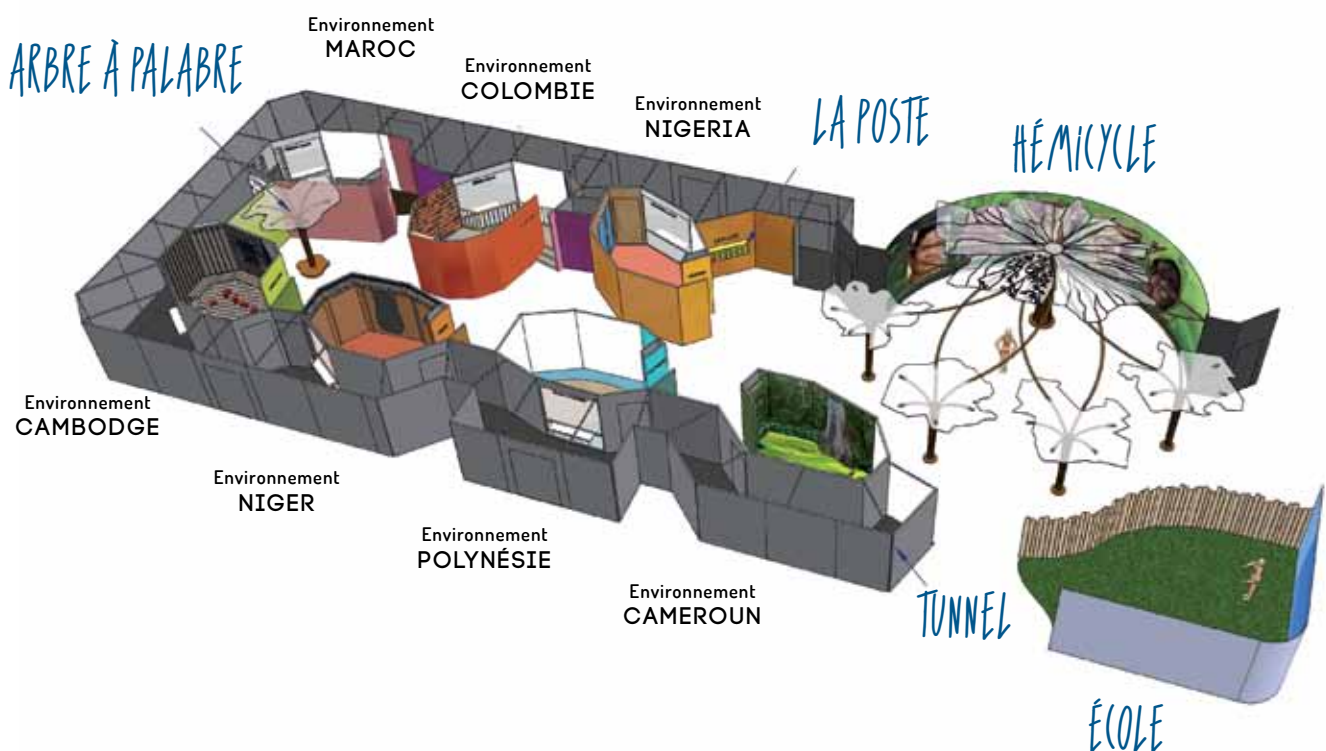 ARBRE À PALABRE
Environnement
MAROC
Environnement
COLOMBIE
Environnement
NIGERIA
LA POSTE
HÉMICYCLE
Environnement
CAMBODGE
Environnement
NIGER
Environnement
POLYNÉSIE
Environnement
CAMEROUN
TUNNEL
ÉCOLE